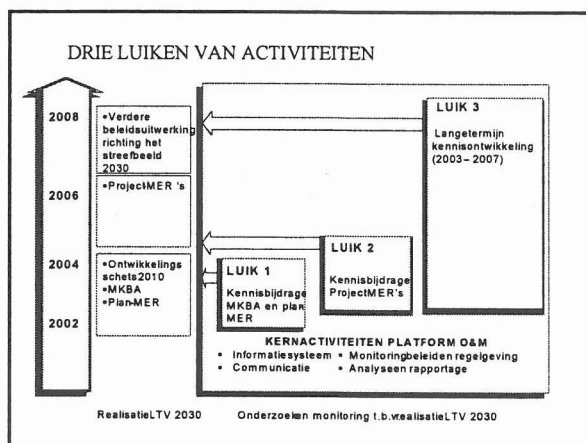 DRIE LUIKEN VAN ACTIVITEITEN
2008
2006
2004
2002
•Verdere
beleidsuitwerking
richting het
streefbeeld
2030
•ProjectMER 's
•Ontwikkelings
schets2010
•MKBA
•Plan-MER
LUIK 1
Kennisbijdrage
MKBA en plan
MER
LUIK 2
Kennisbijdrage
ProjectMER's
LUIK 3
Langetermijn
kennisontwikkeling
(2003– 2007)
KERNACTIVITEITEN PLATFORM O&M
• Informatiesysteem • Monitoringbeleiden regelgeving
• Communicatie • Analyseen rapportage
RealisatieLTV 2030 Onderzoeken monitoring t.b.v.realisatieLTV 2030